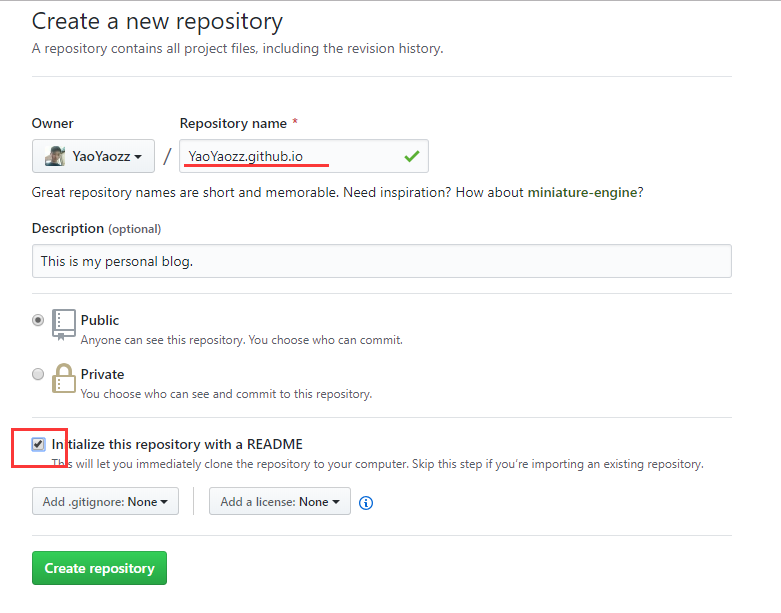 Create a new repository
A repository contains all project files, including the revision history.
Owner
Repository name *
YaoYaozz
/
YaoYaozz.github.io
Great repository names are short and memorable. Need inspiration? How about miniature-engine?
Description (optional)
This is my personal blog.
Public
Anyone can see this repository. You choose who can commit.
Private
You choose who can see and commit to this repository.
Initialize this repository with a README
This will let you immediately clone the repository to your computer. Skip this step if you're importing an existing repository.
Add .gitignore: None
Add a license: None
Create repository